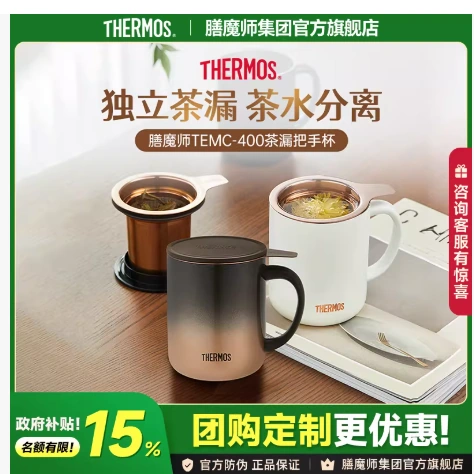 THERMOS® 膳魔师集团官方旗舰店
THERMOS®
独立茶漏 茶水分离
膳魔师TEMC-400茶漏把手杯
THERMOS
THERMOS
咨询客服有惊喜
政府补贴!
名额有限!
15%
团购定制更优惠!
官方防伪 正品保证
膳魔师集团官方旗舰店